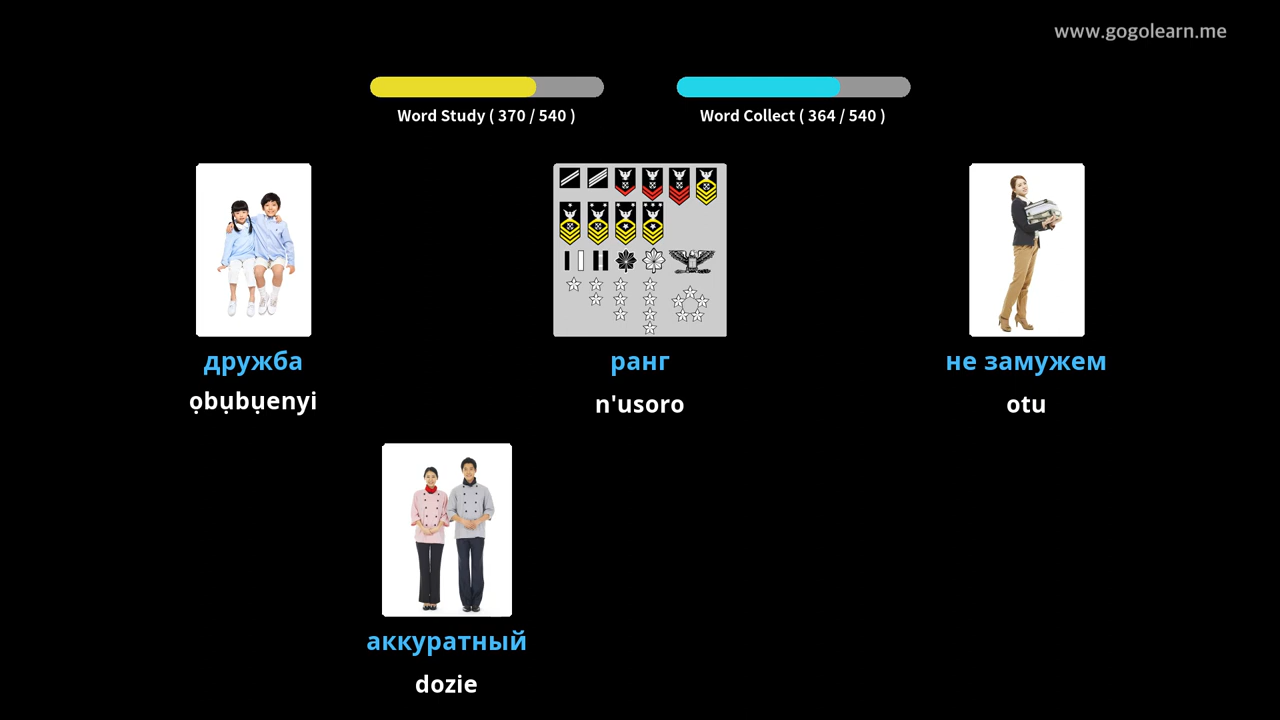 www.gogolearn.me
Word Study ( 370 / 540 )
Word Collect ( 364 / 540 )
дружба
ọbụbụenyi
ранг
n'usoro
не замужем
otu
аккуратный
dozie